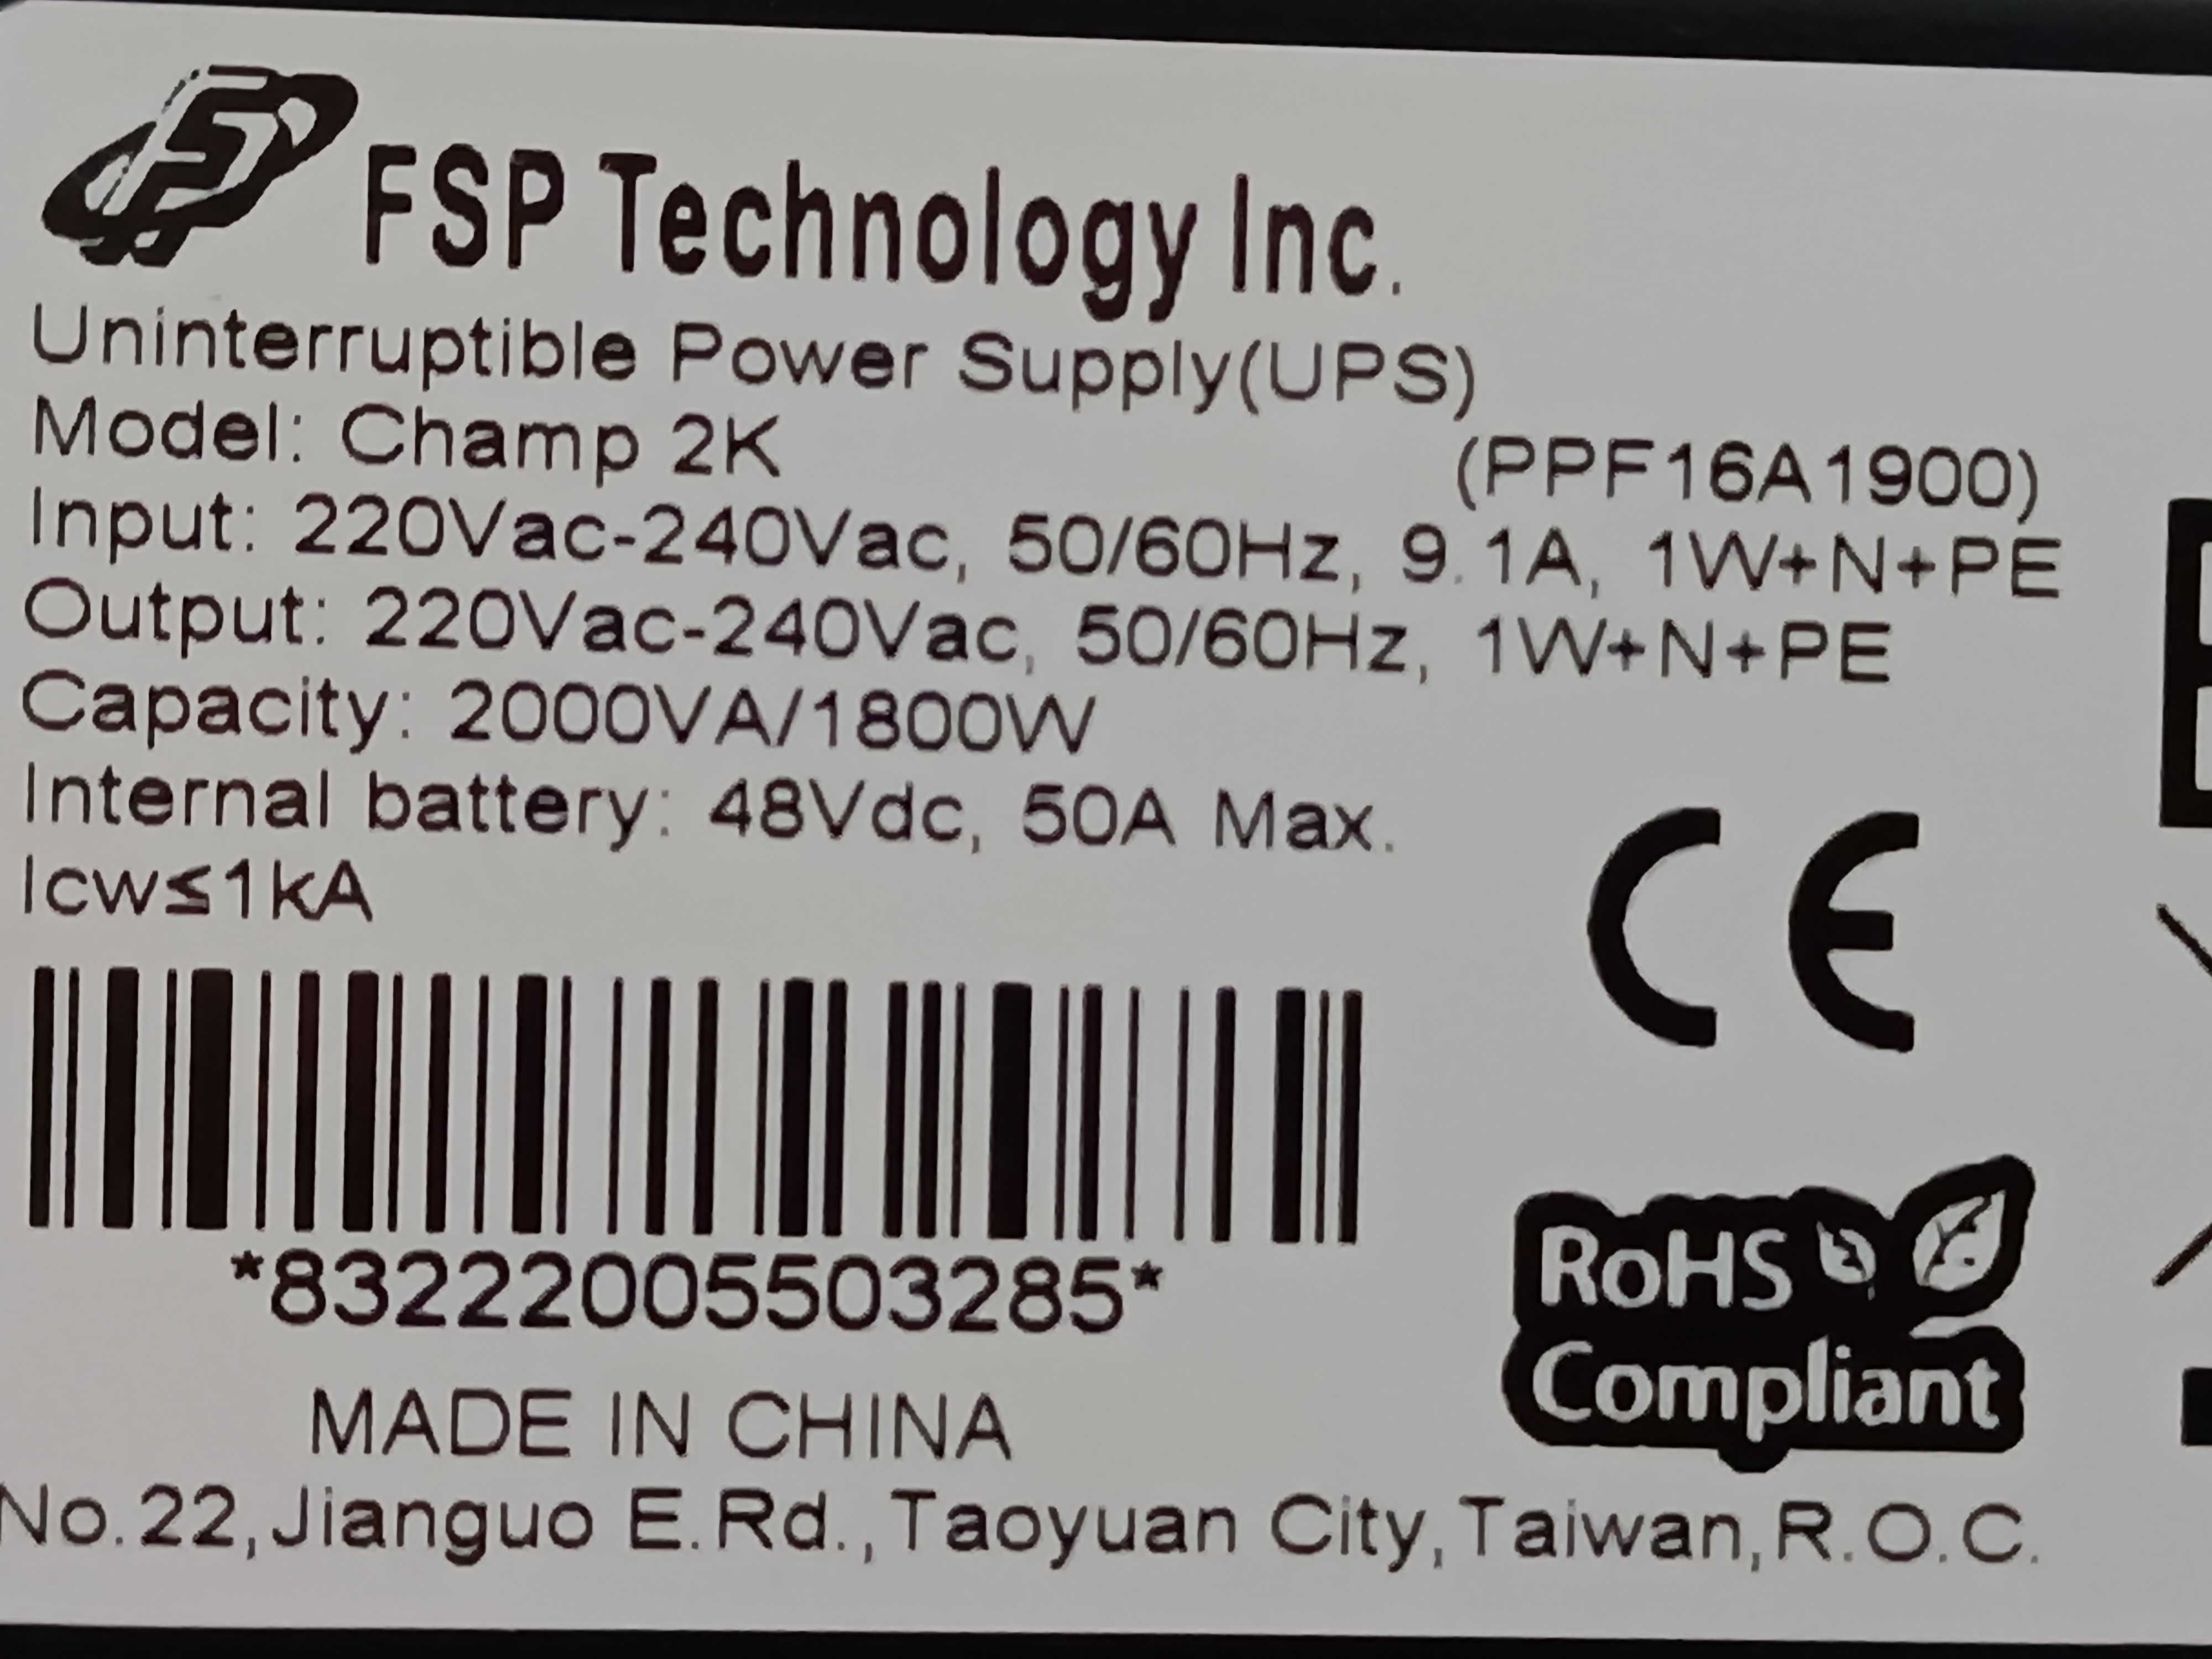 FSP Technology Inc.
Uninterruptible Power Supply(UPS)
Model: Champ 2K (PPF16A1900)
Input: 220Vac-240Vac, 50/60Hz, 9.1A, 1W+N+PE
Output: 220Vac-240Vac, 50/60Hz, 1W+N+PE
Capacity: 2000VA/1800W
Internal battery: 48Vdc, 50A Max.
Icw≤1kA
CE
*83222005503285*
RoHS
Compliant
MADE IN CHINA
No.22,Jianguo E.Rd.,Taoyuan City,Taiwan,R.O.C.